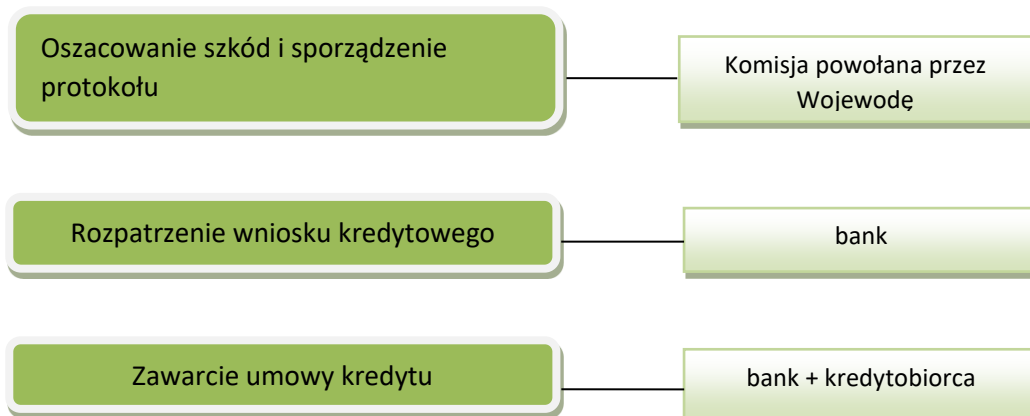 Oszacowanie szkód i sporządzenie
protokołu
Komisja powołana przez
Wojewodę
Rozpatrzenie wniosku kredytowego
bank
Zawarcie umowy kredytu
bank + kredytobiorca